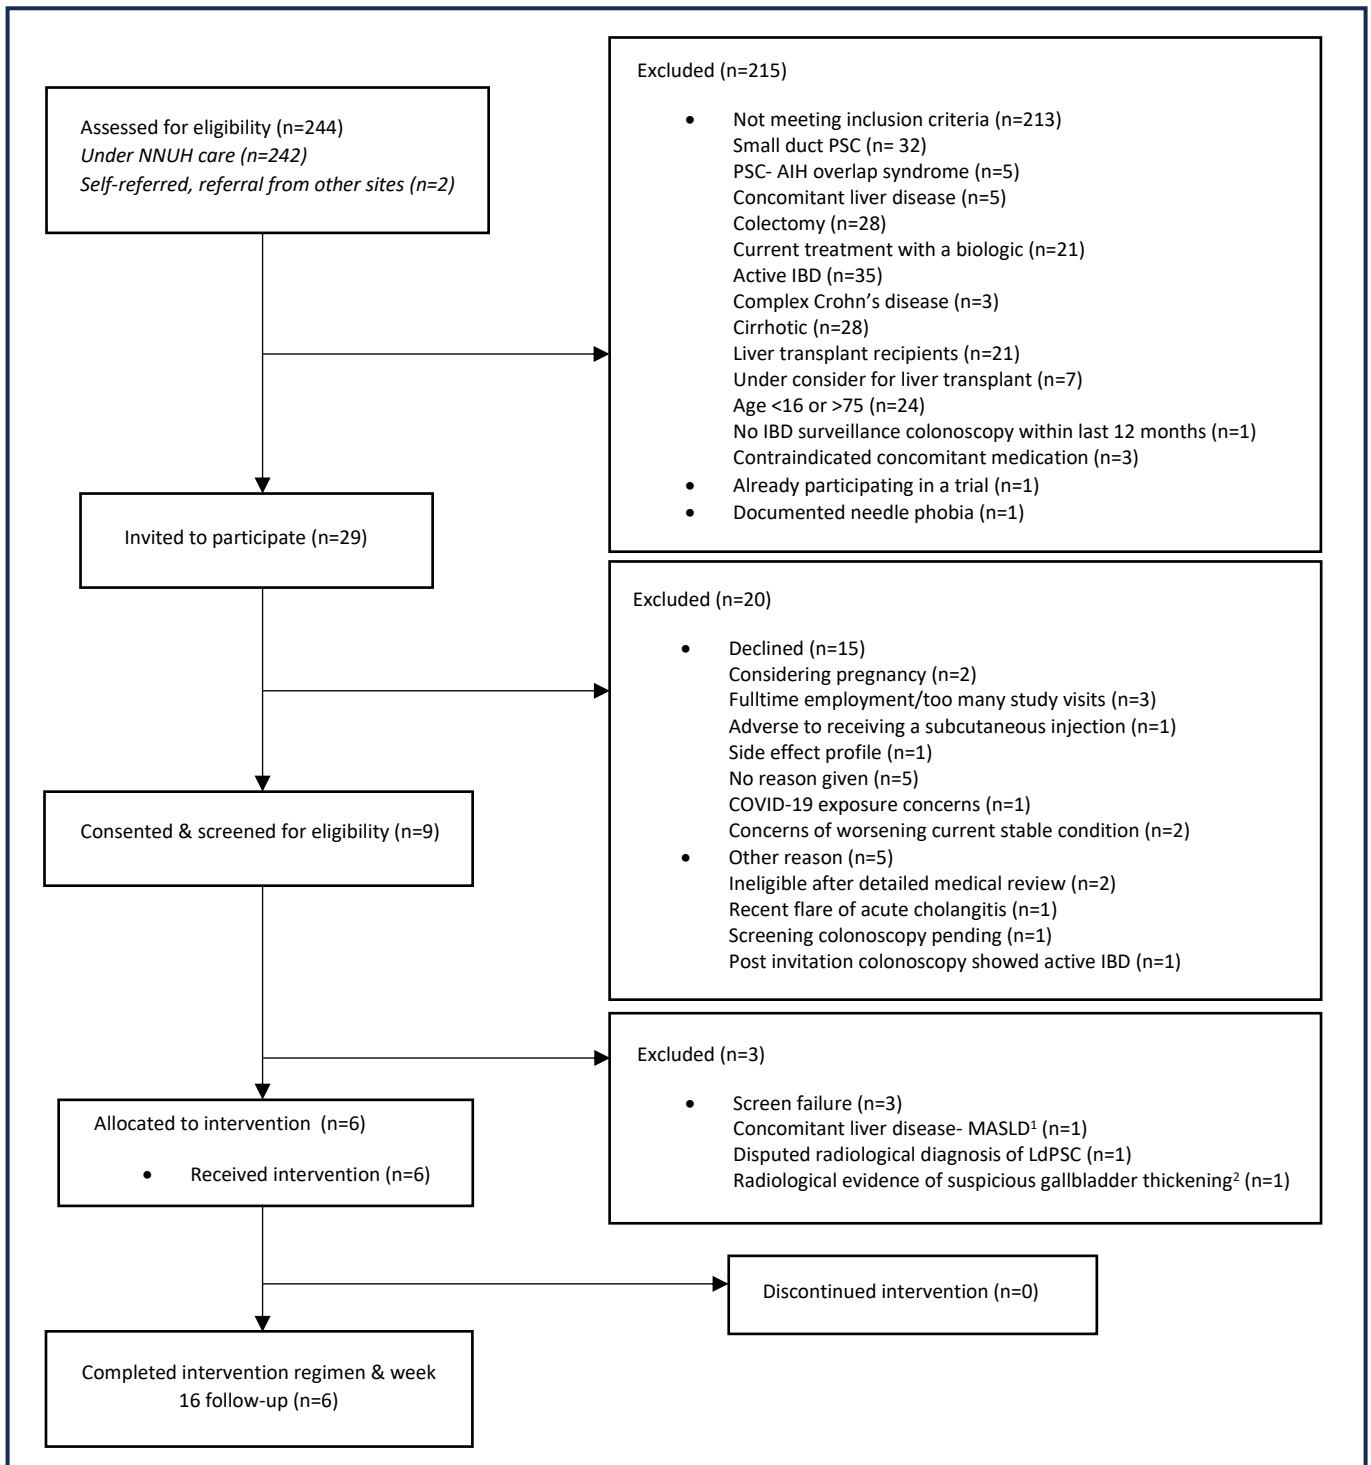 Assessed for eligibility (n=244)
Under NNUH care (n=242)
Self-referred, referral from other sites (n=2)
Excluded (n=215)
• Not meeting inclusion criteria (n=213)
Small duct PSC (n= 32)
PSC- AIH overlap syndrome (n=5)
Concomitant liver disease (n=5)
Colectomy (n=28)
Current treatment with a biologic (n=21)
Active IBD (n=35)
Complex Crohn’s disease (n=3)
Cirrhotic (n=28)
Liver transplant recipients (n=21)
Under consider for liver transplant (n=7)
Age <16 or >75 (n=24)
No IBD surveillance colonoscopy within last 12 months (n=1)
Contraindicated concomitant medication (n=3)
• Already participating in a trial (n=1)
• Documented needle phobia (n=1)
Invited to participate (n=29)
Excluded (n=20)
• Declined (n=15)
Considering pregnancy (n=2)
Fulltime employment/too many study visits (n=3)
Adverse to receiving a subcutaneous injection (n=1)
Side effect profile (n=1)
No reason given (n=5)
COVID-19 exposure concerns (n=1)
Concerns of worsening current stable condition (n=2)
• Other reason (n=5)
Ineligible after detailed medical review (n=2)
Recent flare of acute cholangitis (n=1)
Screening colonoscopy pending (n=1)
Post invitation colonoscopy showed active IBD (n=1)
Consented & screened for eligibility (n=9)
Excluded (n=3)
• Screen failure (n=3)
Concomitant liver disease- MASLD¹ (n=1)
Disputed radiological diagnosis of LdPSC (n=1)
Radiological evidence of suspicious gallbladder thickening² (n=1)
Allocated to intervention (n=6)
• Received intervention (n=6)
Discontinued intervention (n=0)
Completed intervention regimen & week
16 follow-up (n=6)